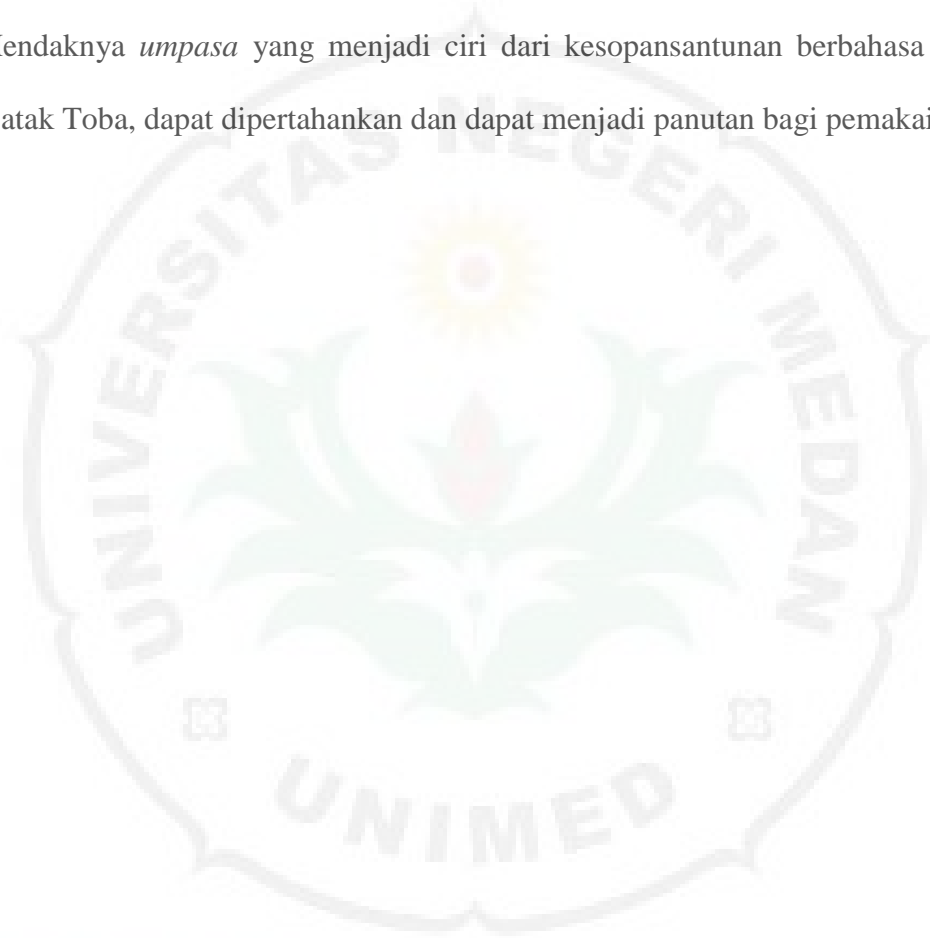 endaknya umpasa yang menjadi ciri dari kesopansantunan berbahasa
atak Toba, dapat dipertahankan dan dapat menjadi panutan bagi pemakai
UNIVERSITAS NEGERI MEDAN
UNIMED